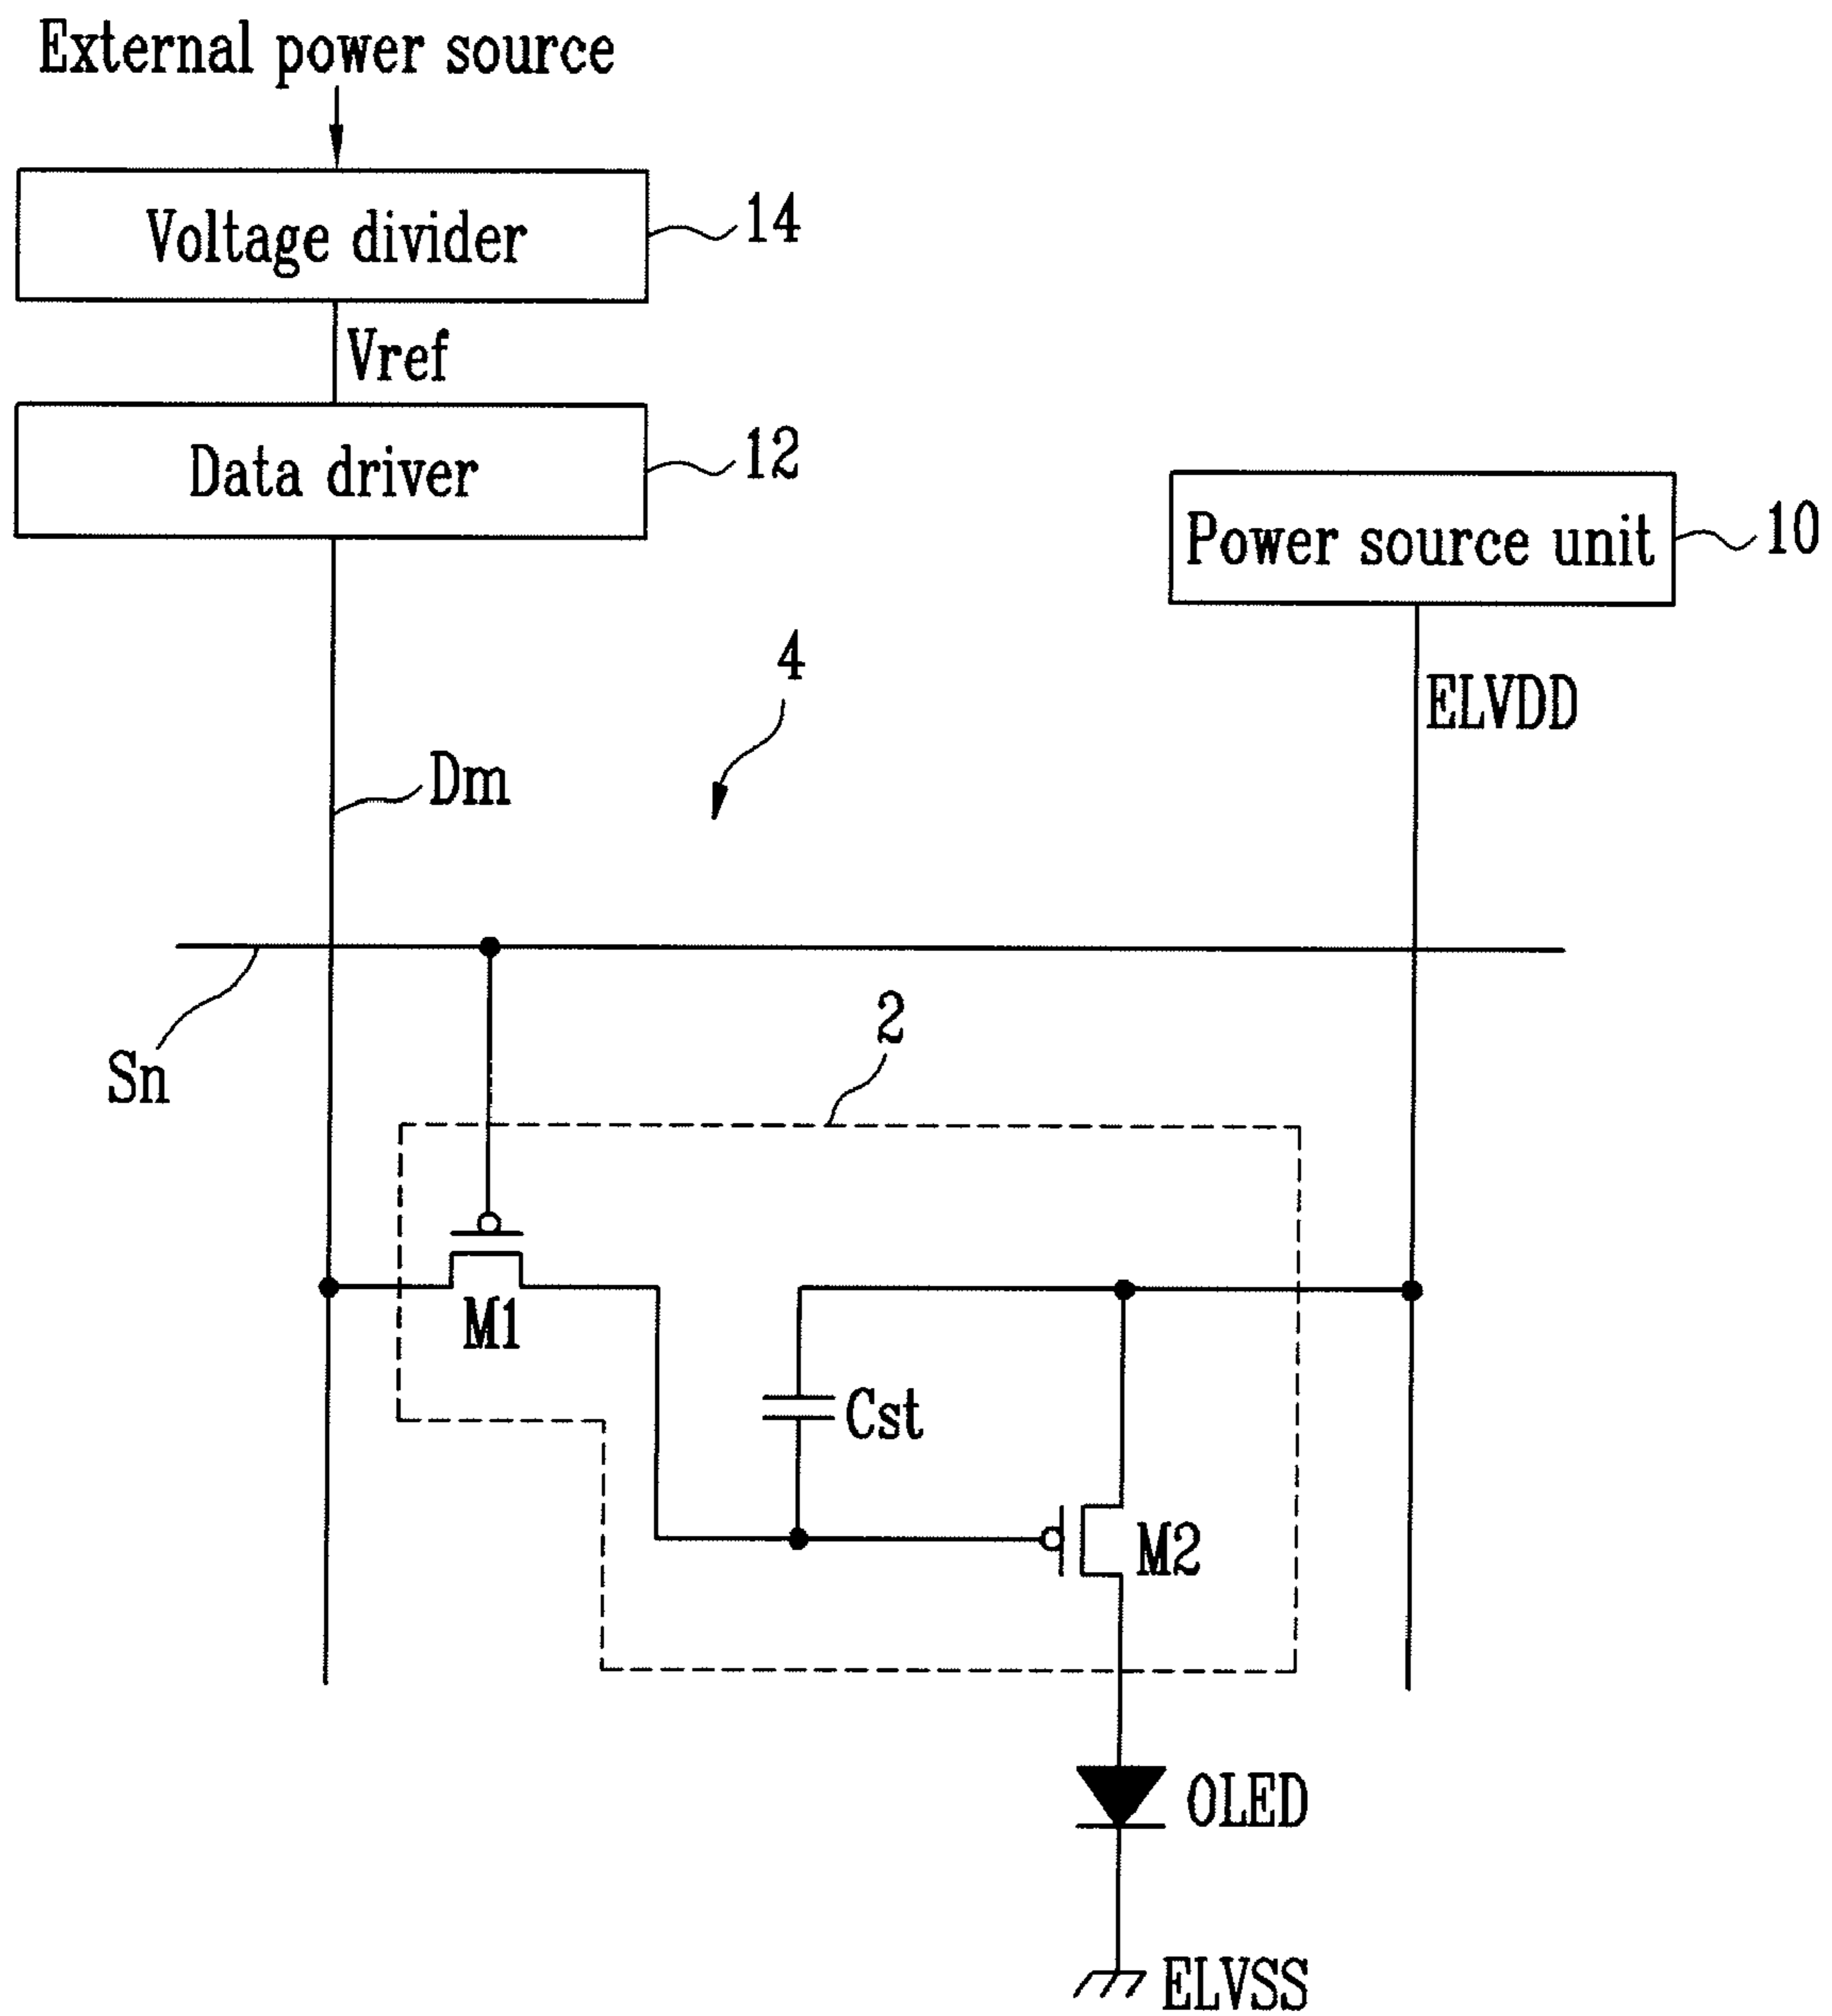 External power source
Voltage divider
14
Vref
Data driver
12
Power source unit
10
4
ELVDD
Dm
2
Sn
M1
Cst
M2
OLED
ELVSS